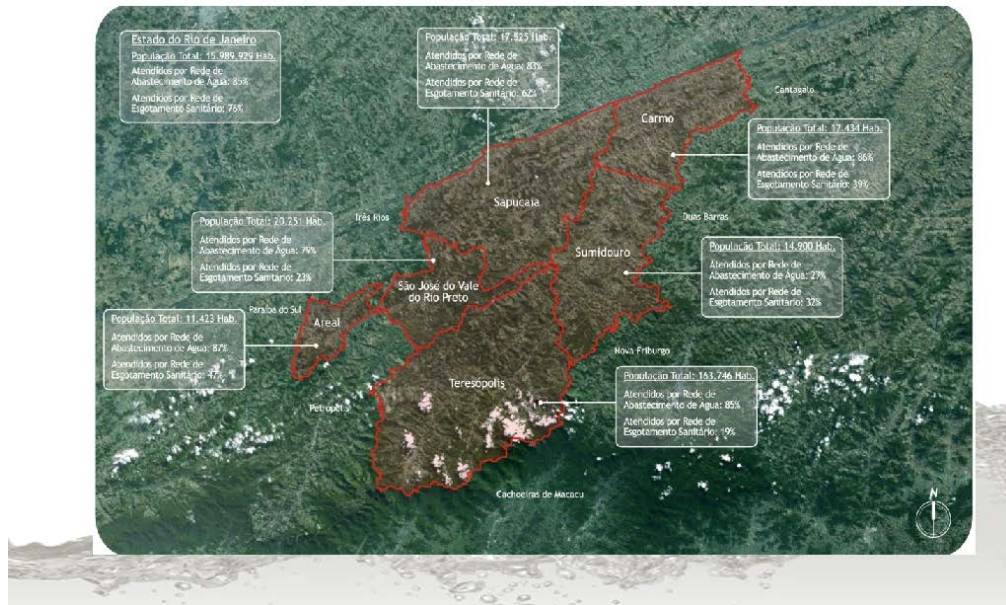 Estado do Rio de Janeiro
População Total: 15.989.929 Hab.
Atendidos por Rede de
Abastecimento de Água: 85%
Atendidos por Rede de
Esgotamento Sanitário: 76%
População Total: 17.525 Hab.
Atendidos por Rede de
Abastecimento de Água: 83%
Atendidos por Rede de
Esgotamento Sanitário: 62%
Cantagalo
Carmo
População Total: 17.434 Hab.
Atendidos por Rede de
Abastecimento de Água: 86%
Atendidos por Rede de
Esgotamento Sanitário: 39%
Sapucaia
Três Rios
Duas Barras
População Total: 20.251 Hab.
Atendidos por Rede de
Abastecimento de Água: 79%
Atendidos por Rede de
Esgotamento Sanitário: 23%
Sumidouro
População Total: 14.900 Hab.
Atendidos por Rede de
Abastecimento de Água: 27%
Atendidos por Rede de
Esgotamento Sanitário: 32%
São José do Vale
do Rio Preto
Paraíba do Sul
Areal
População Total: 11.423 Hab.
Atendidos por Rede de
Abastecimento de Água: 87%
Atendidos por Rede de
Esgotamento Sanitário: 47%
Nova Friburgo
Teresópolis
População Total: 163.746 Hab.
Atendidos por Rede de
Abastecimento de Água: 85%
Atendidos por Rede de
Esgotamento Sanitário: 19%
Petrópolis
Cachoeiras de Macacu
N